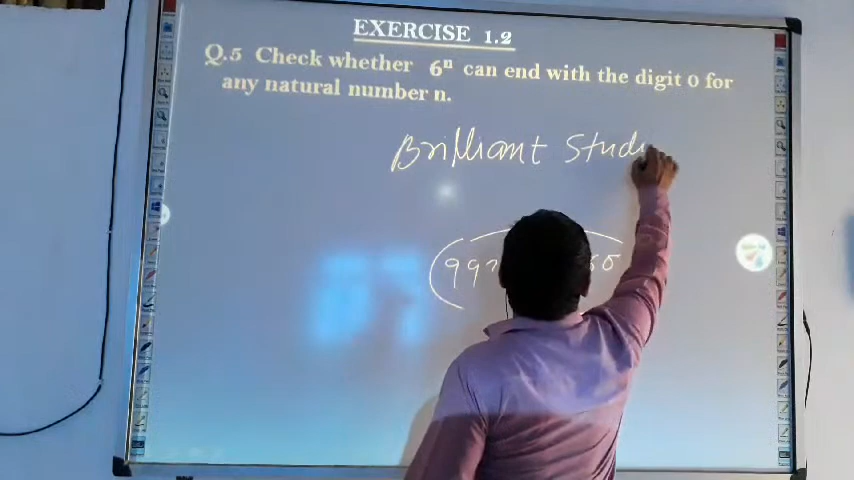 EXERCISE 1.2
Q.5 Check whether 6ⁿ can end with the digit 0 for
any natural number n.
Brilliant Stud